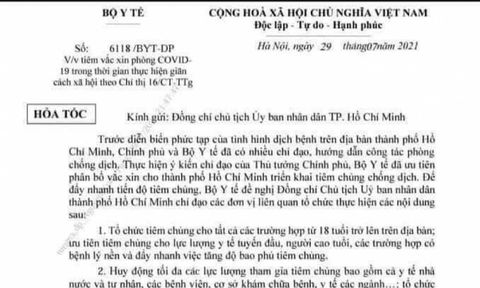 BỘ Y TẾ
CỘNG HOÀ XÃ HỘI CHỦ NGHĨA VIỆT NAM
Độc lập - Tự do - Hạnh phúc
Số: 6118 /BYT-DP
Hà Nội, ngày 29 tháng07năm 2021
V/v tiêm vắc xin phòng COVID-
19 trong thời gian thực hiện giãn
cách xã hội theo Chỉ thị 16/CT-TTg
HỎA TỐC
Kính gửi: Đồng chí chủ tịch Ủy ban nhân dân TP. Hồ Chí Minh
Trước diễn biến phức tạp của tình hình dịch bệnh trên địa bàn thành phố Hồ
Chí Minh, Chính phủ và Bộ Y tế đã có nhiều chỉ đạo, hướng dẫn công tác phòng
chống dịch. Thực hiện ý kiến chỉ đạo của Thủ tướng Chính phủ, Bộ Y tế đã ưu tiên
phân bổ vắc xin cho thành phố Hồ Chí Minh triển khai tiêm chủng chống dịch. Để
đẩy nhanh tiến độ tiêm chủng, Bộ Y tế đề nghị Đồng chí Chủ tịch Uỷ ban nhân dân
thành phố Hồ Chí Minh chỉ đạo các đơn vị liên quan tổ chức thực hiện các nội dung
sau:
1. Tổ chức tiêm chủng cho tất cả các trường hợp từ 18 tuổi trở lên trên địa bàn;
ưu tiên tiêm chủng cho lực lượng y tế tuyến đầu, người cao tuổi, các trường hợp có
bệnh lý nền và đẩy nhanh việc tăng độ bao phủ tiêm chủng.
2. Huy động tối đa các lực lượng tham gia tiêm chủng bao gồm cả y tế nhà
nước và tư nhân, các bệnh viện, cơ sở khám chữa bệnh, y tế các ngành...; tổ chức